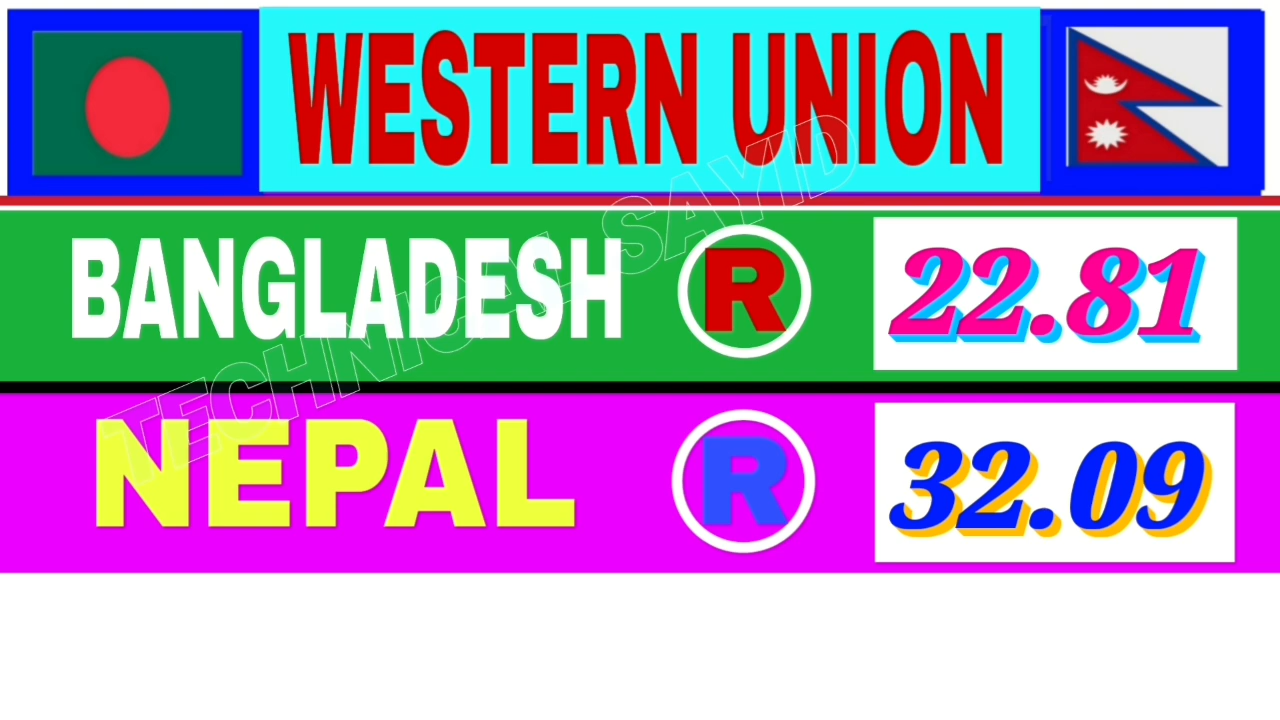 WESTERN UNION
BANGLADESH R 22.81
NEPAL R 32.09
TECHNICAL SAYID